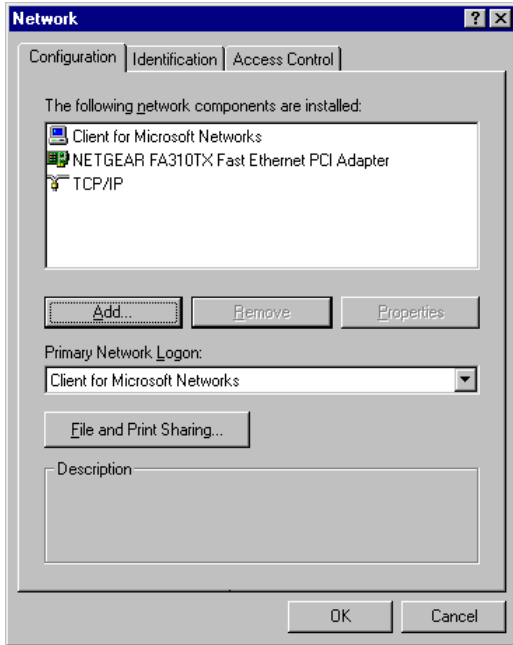 Network
Configuration Identification Access Control
The following network components are installed:
Client for Microsoft Networks
NETGEAR FA310TX Fast Ethernet PCI Adapter
TCP/IP
Add... Remove Properties
Primary Network Logon:
Client for Microsoft Networks
File and Print Sharing...
Description
OK Cancel